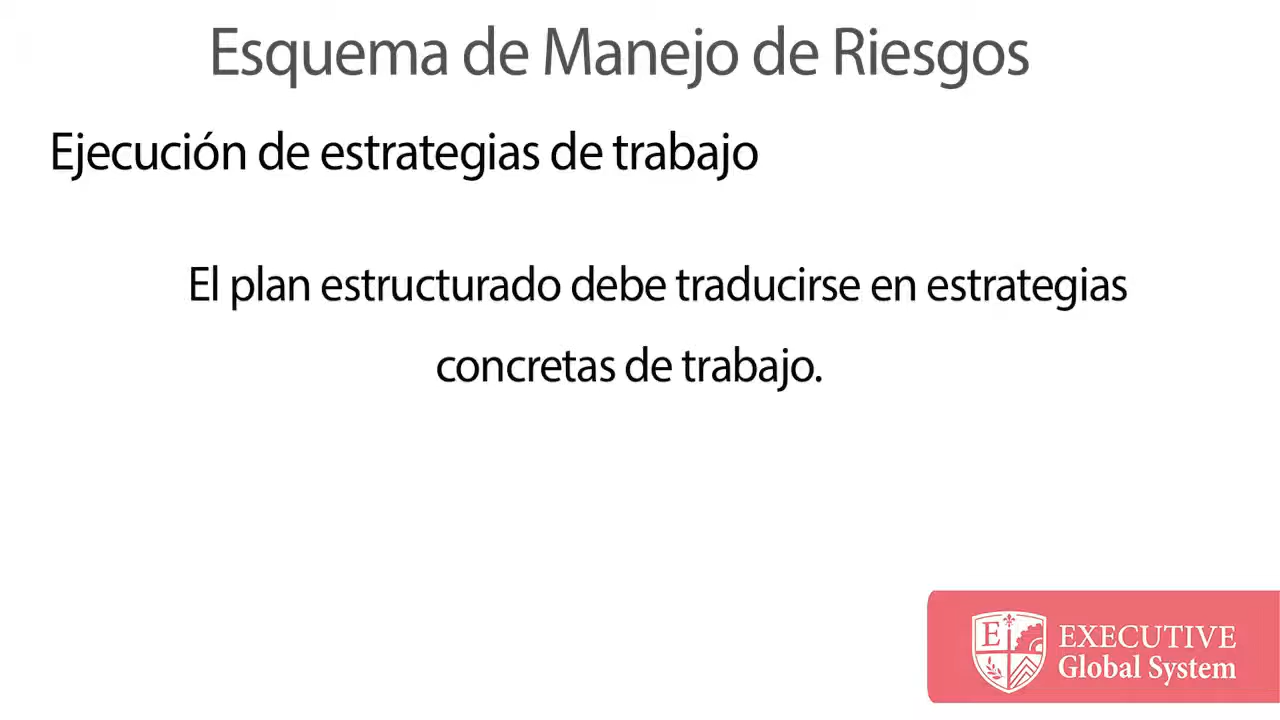 Esquema de Manejo de Riesgos
Ejecución de estrategias de trabajo
El plan estructurado debe traducirse en estrategias
concretas de trabajo.
E
EXECUTIVE
Global System